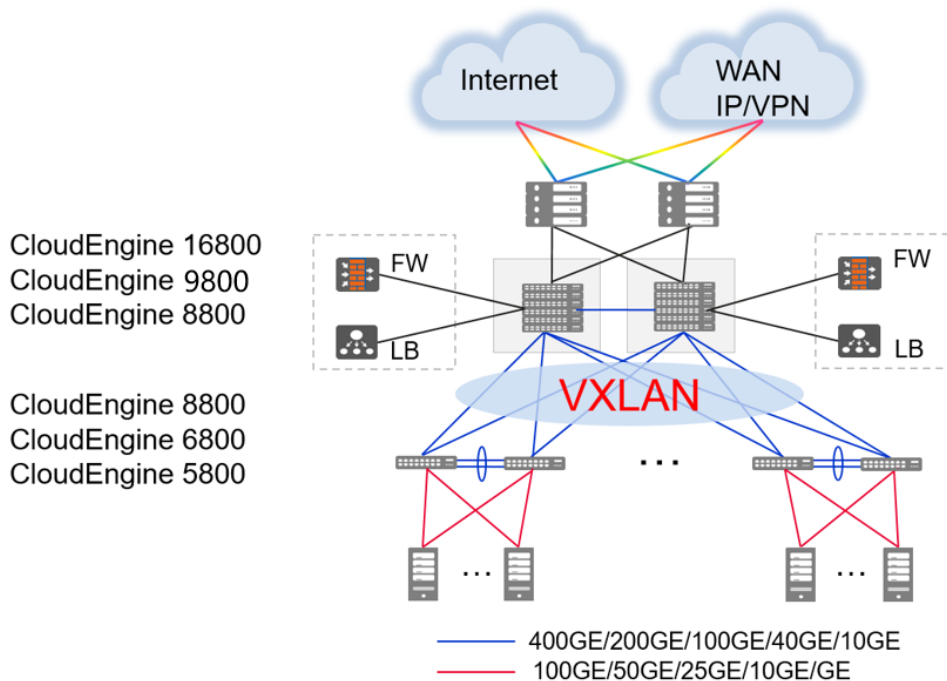 Internet
WAN
IP/VPN
CloudEngine 16800
CloudEngine 9800
CloudEngine 8800
FW
LB
FW
LB
VXLAN
CloudEngine 8800
CloudEngine 6800
CloudEngine 5800
...
...
...
400GE/200GE/100GE/40GE/10GE
100GE/50GE/25GE/10GE/GE